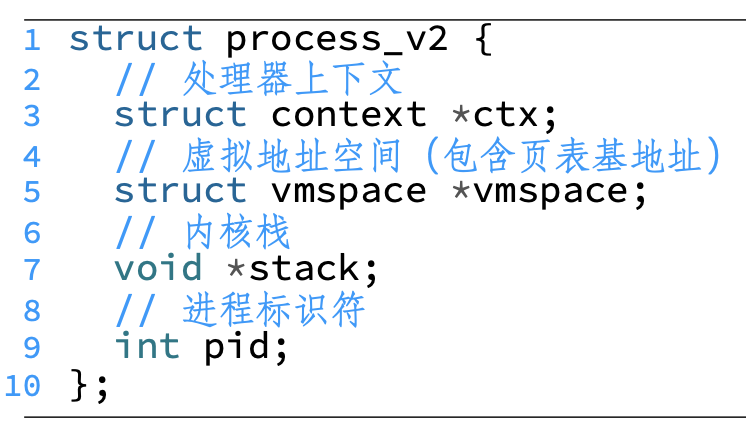 1 struct process_v2 {
2   // 处理器上下文
3   struct context *ctx;
4   // 虚拟地址空间（包含页表基地址）
5   struct vmspace *vmspace;
6   // 内核栈
7   void *stack;
8   // 进程标识符
9   int pid;
10 };